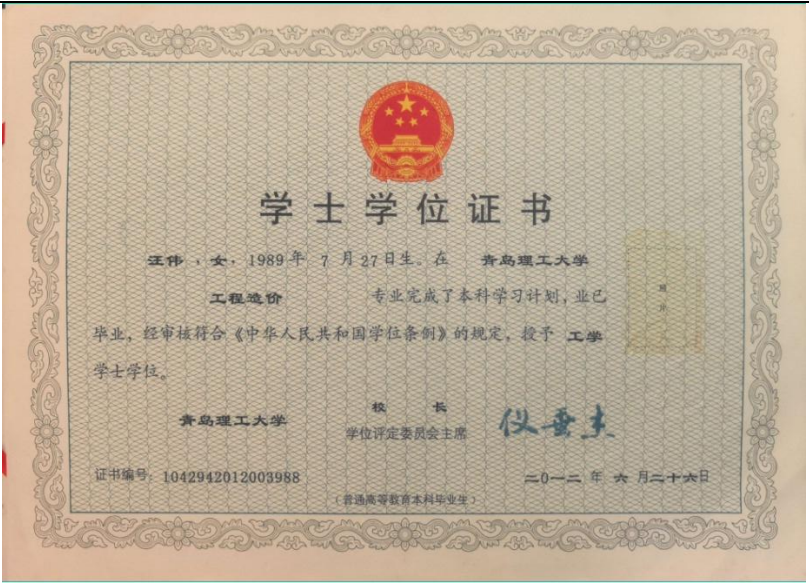 学士学位证书
汪伟，女，1989年 7 月27日生。在 青岛理工大学
工程造价 专业完成了本科学习计划，业已
毕业，经审核符合《中华人民共和国学位条例》的规定，授予 工学
学士学位。
照片
青岛理工大学
校 长
学位评定委员会主席
仪垂杰
证书编号：1042942012003988
二0一二 年 六 月二十六日
（普通高等教育本科毕业生）